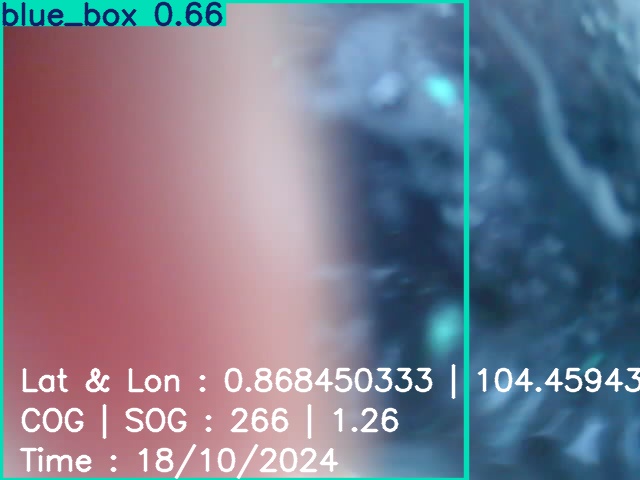 blue_box 0.66
Lat & Lon : 0.868450333 | 104.45943
COG | SOG : 266 | 1.26
Time : 18/10/2024